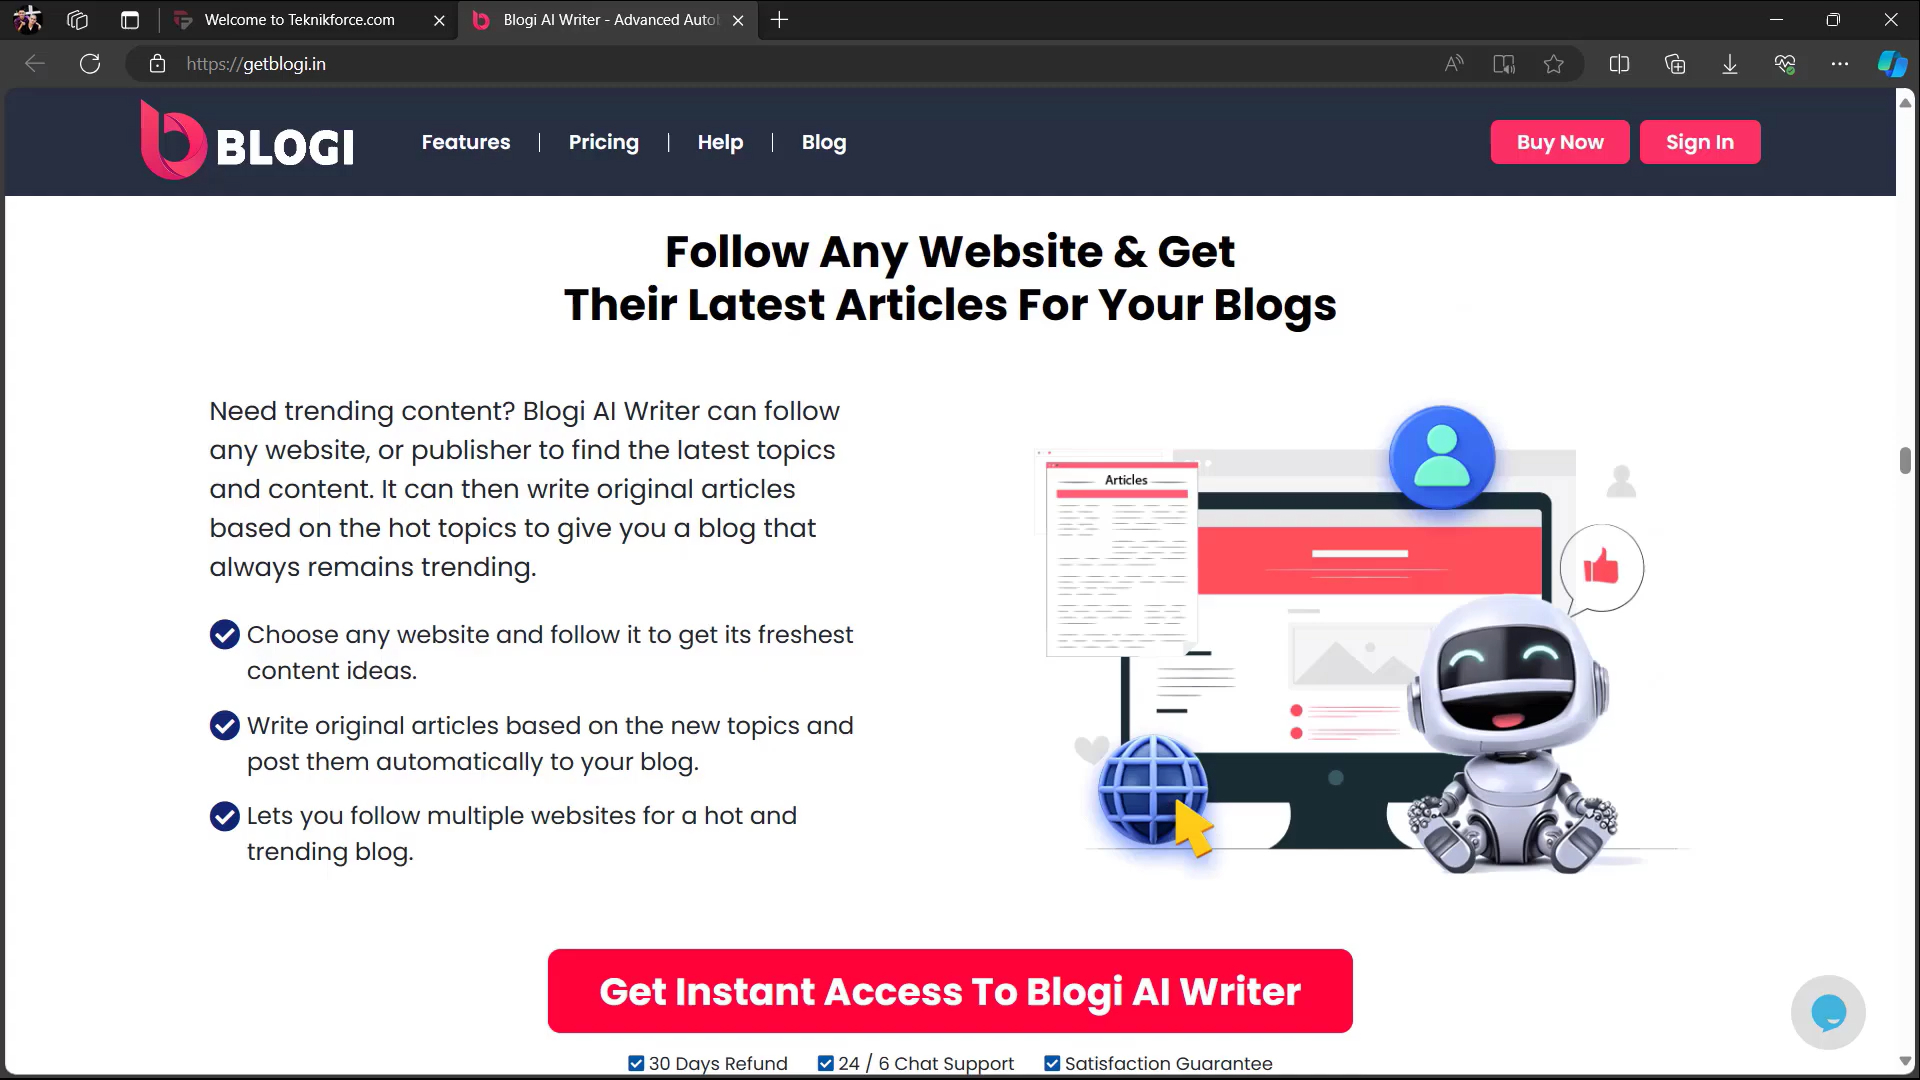 Welcome to Teknikforce.com
Blogi AI Writer - Advanced Autob
https://getblogi.in
BLOGI
Features
Pricing
Help
Blog
Buy Now
Sign In
Follow Any Website & Get
Their Latest Articles For Your Blogs
Need trending content? Blogi AI Writer can follow
any website, or publisher to find the latest topics
and content. It can then write original articles
based on the hot topics to give you a blog that
always remains trending.
Choose any website and follow it to get its freshest
content ideas.
Write original articles based on the new topics and
post them automatically to your blog.
Lets you follow multiple websites for a hot and
trending blog.
Articles
Get Instant Access To Blogi AI Writer
30 Days Refund
24 / 6 Chat Support
Satisfaction Guarantee